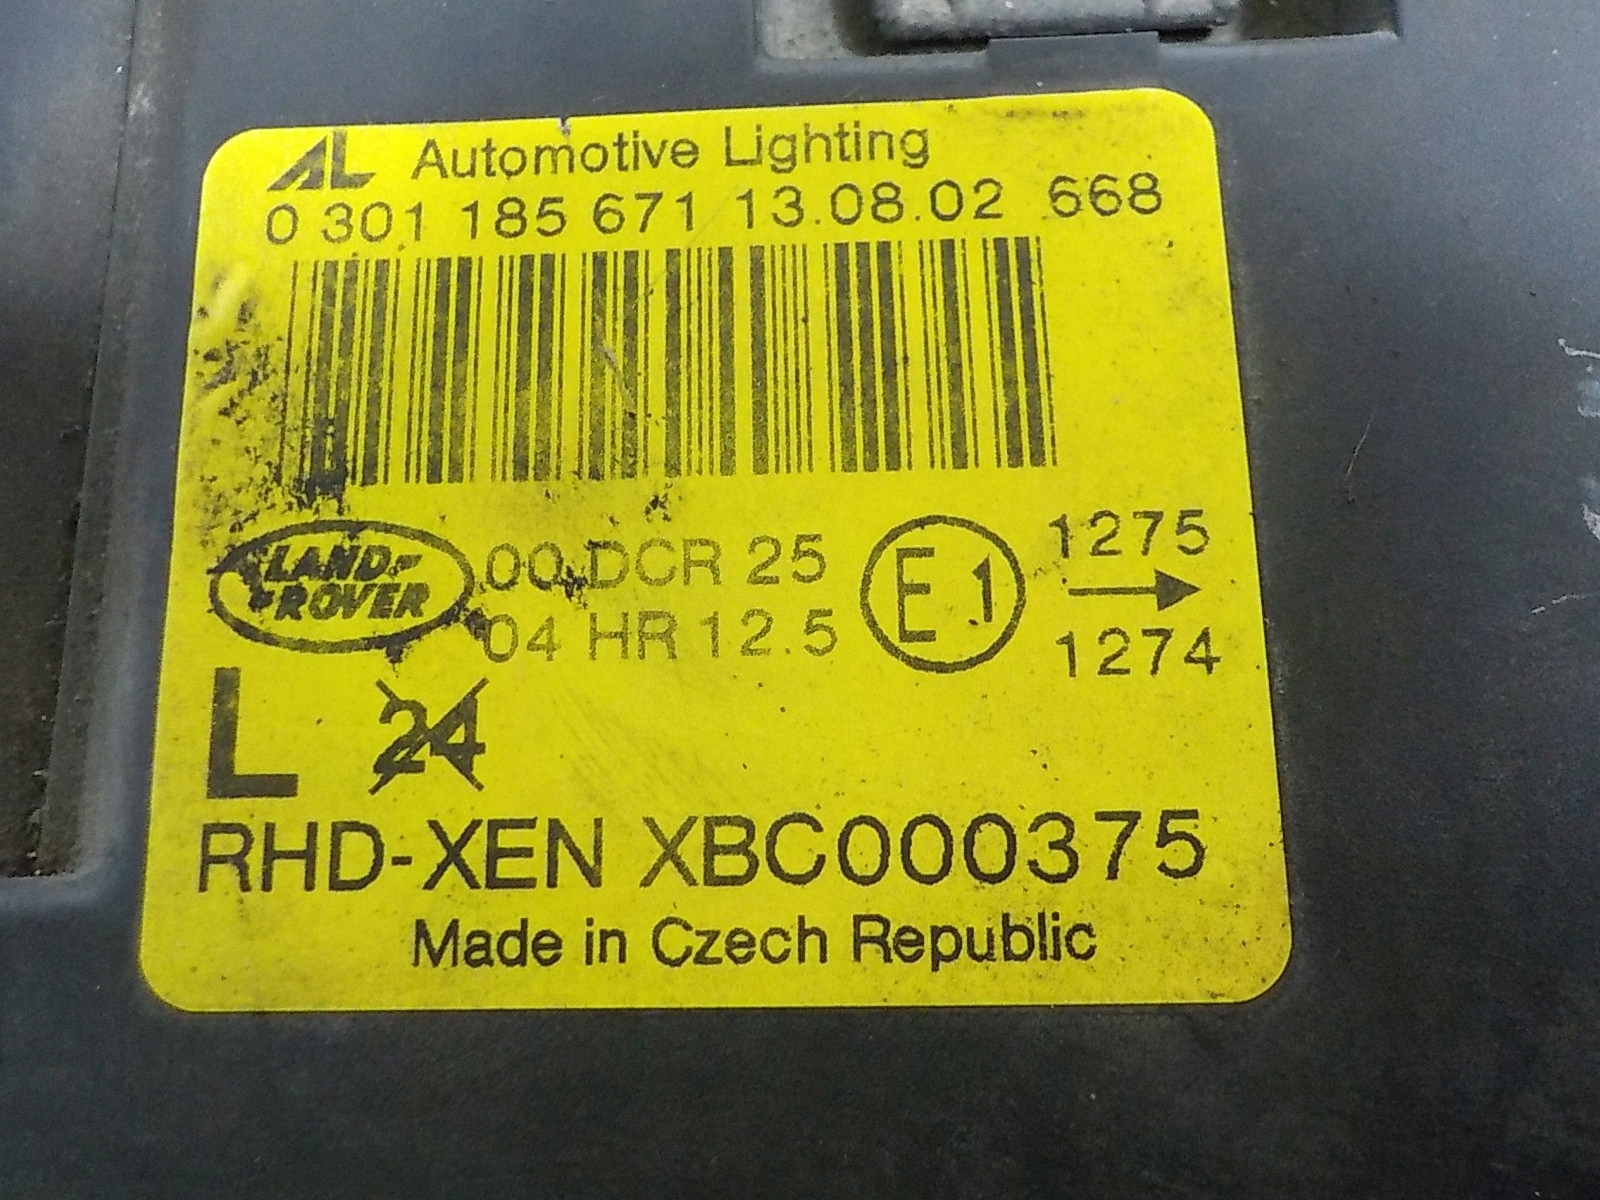 AL Automotive Lighting
0 301 185 671 13.08.02 668
LAND-
ROVER
00 DCR 25
04 HR 12.5
E 1
1275
1274
L 24
RHD-XEN XBC000375
Made in Czech Republic